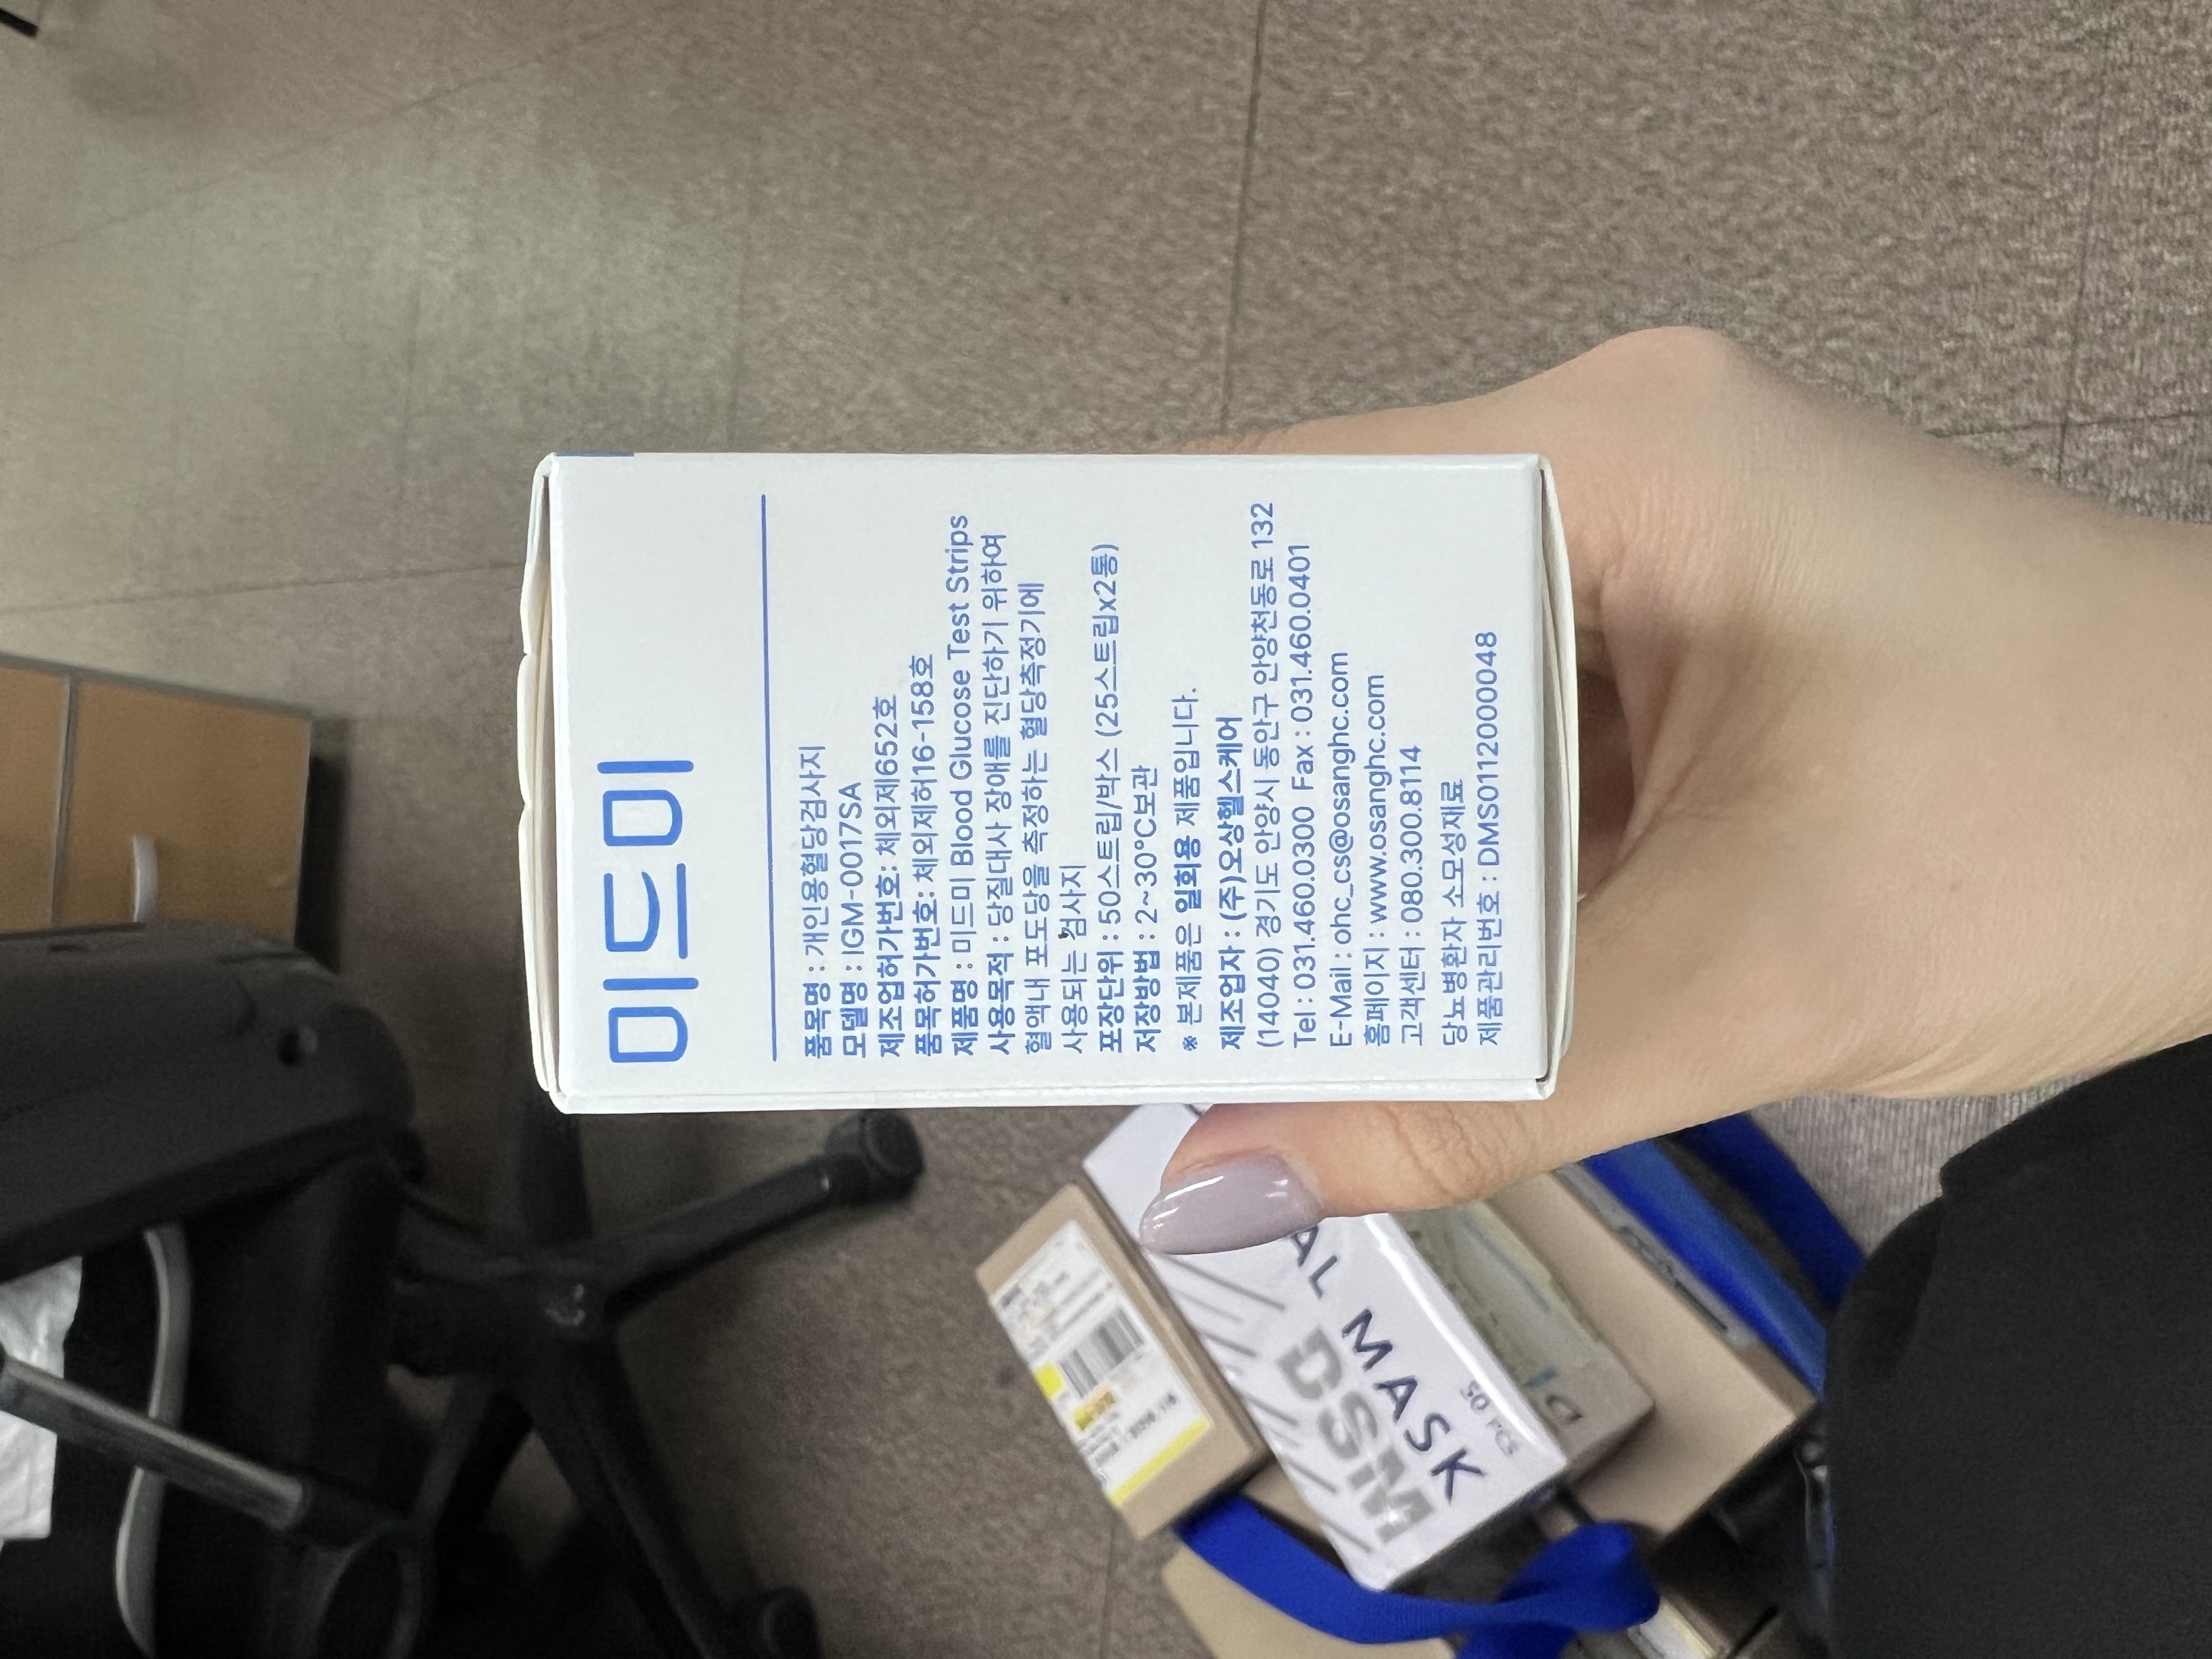 미드미
품목명 : 개인용혈당검사지
모델명 : IGM-0017SA
제조업허가번호: 체외제652호
품목허가번호: 체외제허16-158호
제품명 : 미드미 Blood Glucose Test Strips
사용목적 : 당질대사 장애를 진단하기 위하여
혈액내 포도당을 측정하는 혈당측정기에
사용되는 검사지
포장단위 : 50스트립/박스 (25스트립x2통)
저장방법 : 2~30°C보관
※ 본제품은 일회용 제품입니다.
제조업자 : (주)오상헬스케어
(14040) 경기도 안양시 동안구 안양천동로 132
Tel : 031.460.0300 Fax : 031.460.0401
E-Mail : ohc_cs@osanghc.com
홈페이지 : www.osanghc.com
고객센터 : 080.300.8114
당뇨병환자 소모성재료
제품관리번호 : DMS0112000048
AL MASK
DSM
50 PCS